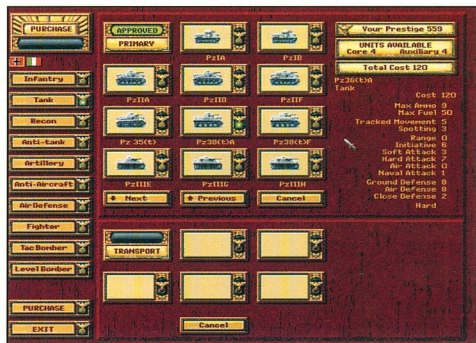 PURCHASE
Infantry
Tank
Recon
Anti-tank
Artillery
Anti-Aircraft
Air Defense
Fighter
Tac Bomber
Level Bomber
PURCHASE
EXIT
APPROVED
PRIMARY
PzIA
PzIB
PzIIA
PzIID
PzIIF
Pz 35(t)
Pz38(t)A
Pz38(t)E
PzIIIE
PzIIIG
PzIIIH
Next
Previous
Cancel
TRANSPORT
Cancel
Your Prestige 559
UNITS AVAILABLE
Core 4 Auxiliary 4
Total Cost 120
Pz38(t)A
Tank
Cost 120
Max Ammo 9
Max Fuel 50
Tracked Movement 5
Spotting 3
Range 0
Initiative 6
Soft Attack 3
Hard Attack 7
Air Attack 0
Naval Attack 1
Ground Defense 8
Air Defense 8
Close Defense 2
Hard